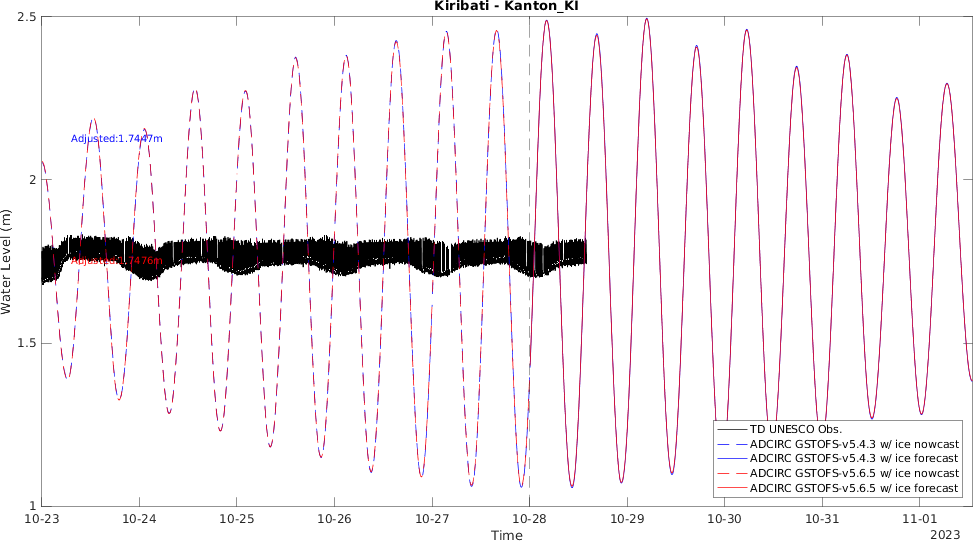 Kiribati - Kanton_KI
2.5
2
1.5
1
Water Level (m)
Adjusted:1.7447m
Adjusted:1.7476m
TD UNESCO Obs.
ADCIRC GSTOFS-v5.4.3 w/ ice nowcast
ADCIRC GSTOFS-v5.4.3 w/ ice forecast
ADCIRC GSTOFS-v5.6.5 w/ ice nowcast
ADCIRC GSTOFS-v5.6.5 w/ ice forecast
10-23 10-24 10-25 10-26 10-27 10-28 10-29 10-30 10-31 11-01
Time
2023